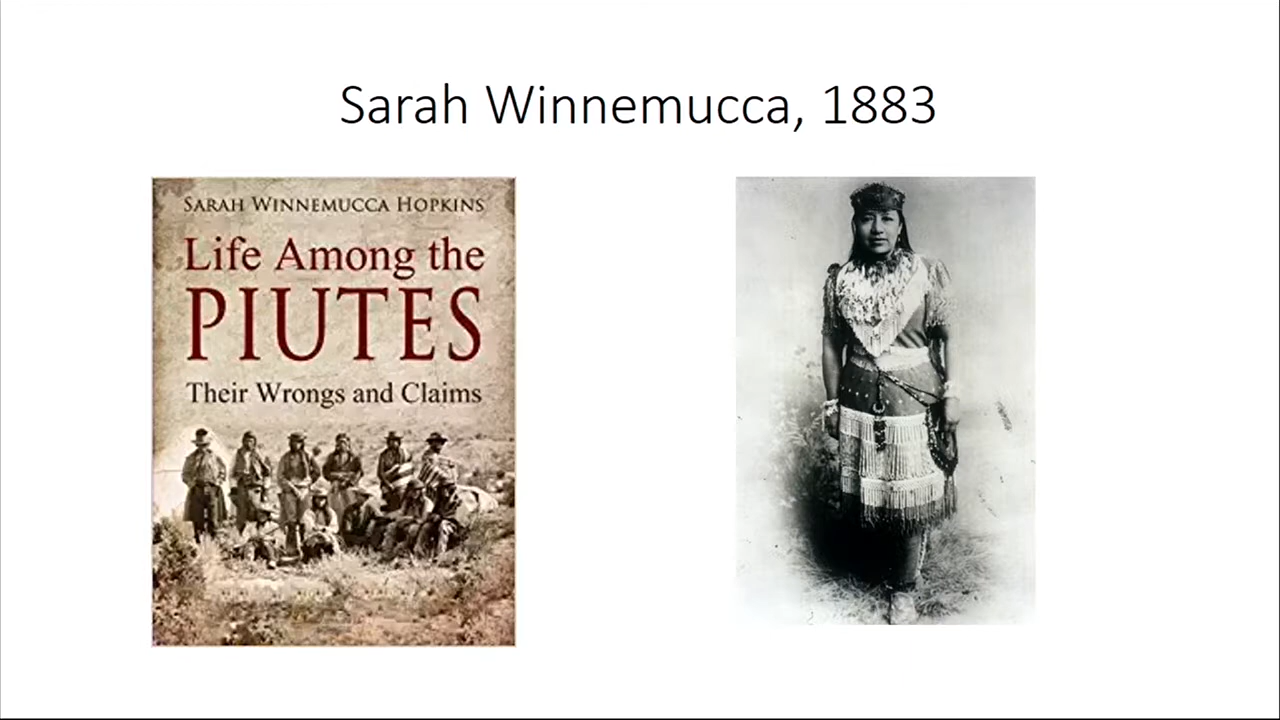 Sarah Winnemucca, 1883
SARAH WINNEMUCCA HOPKINS
Life Among the
PIUTES
Their Wrongs and Claims